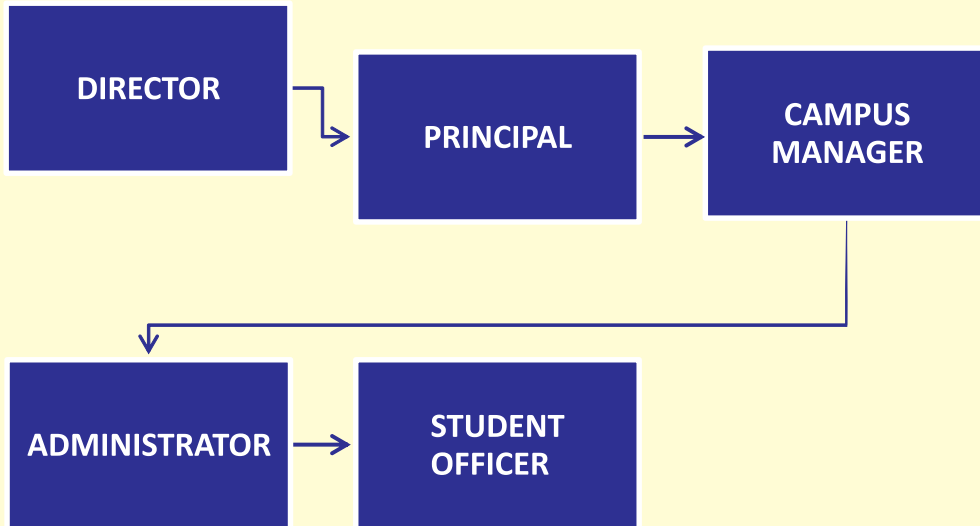 DIRECTOR
PRINCIPAL
CAMPUS
MANAGER
ADMINISTRATOR
STUDENT
OFFICER